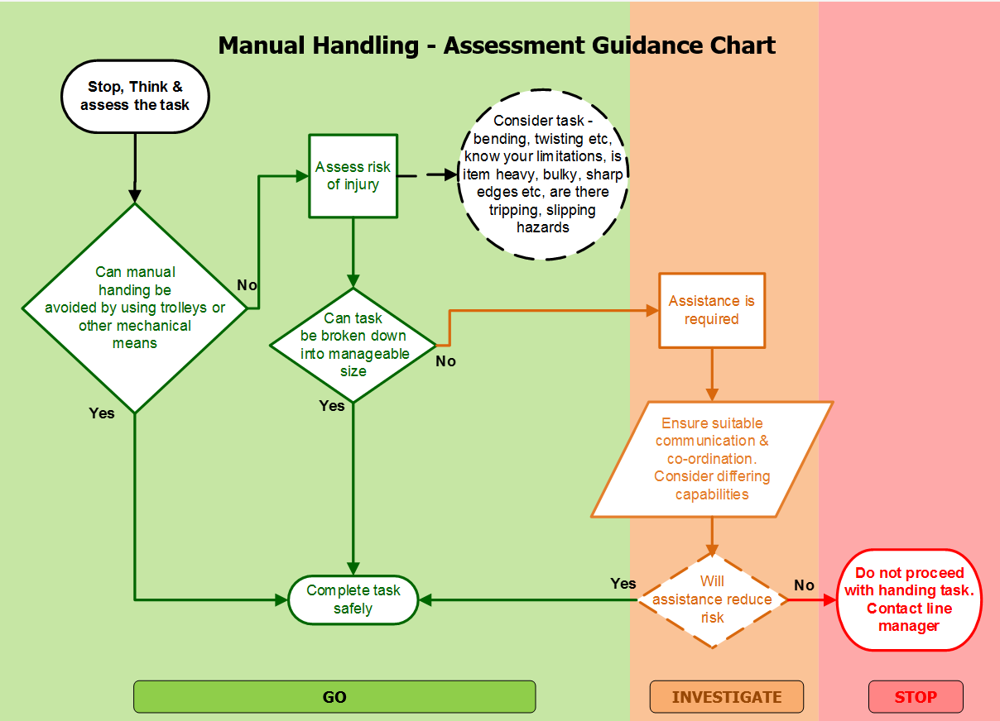 Manual Handling - Assessment Guidance Chart
Stop, Think &
assess the task
Can manual
handing be
avoided by using trolleys or
other mechanical
means
No
Yes
Assess risk
of injury
Consider task -
bending, twisting etc,
know your limitations, is
item heavy, bulky, sharp
edges etc, are there
tripping, slipping
hazards
Can task
be broken down
into manageable
size
No
Yes
Assistance is
required
Ensure suitable
communication &
co-ordination.
Consider differing
capabilities
Will
assistance reduce
risk
Yes
No
Complete task
safely
Do not proceed
with handing task.
Contact line
manager
GO
INVESTIGATE
STOP